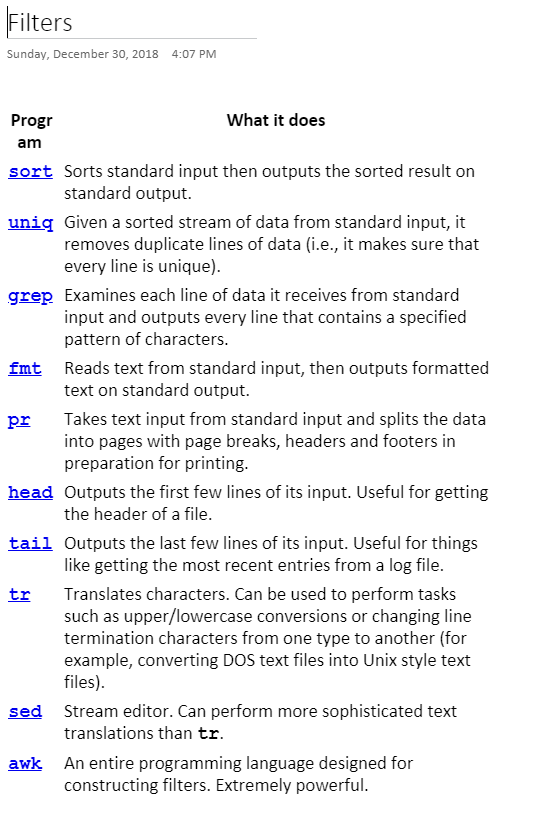 Filters
Sunday, December 30, 2018 4:07 PM
Progr
am
What it does
sort Sorts standard input then outputs the sorted result on
standard output.
uniq Given a sorted stream of data from standard input, it
removes duplicate lines of data (i.e., it makes sure that
every line is unique).
grep Examines each line of data it receives from standard
input and outputs every line that contains a specified
pattern of characters.
fmt Reads text from standard input, then outputs formatted
text on standard output.
pr Takes text input from standard input and splits the data
into pages with page breaks, headers and footers in
preparation for printing.
head Outputs the first few lines of its input. Useful for getting
the header of a file.
tail Outputs the last few lines of its input. Useful for things
like getting the most recent entries from a log file.
tr Translates characters. Can be used to perform tasks
such as upper/lowercase conversions or changing line
termination characters from one type to another (for
example, converting DOS text files into Unix style text
files).
sed Stream editor. Can perform more sophisticated text
translations than tr.
awk An entire programming language designed for
constructing filters. Extremely powerful.